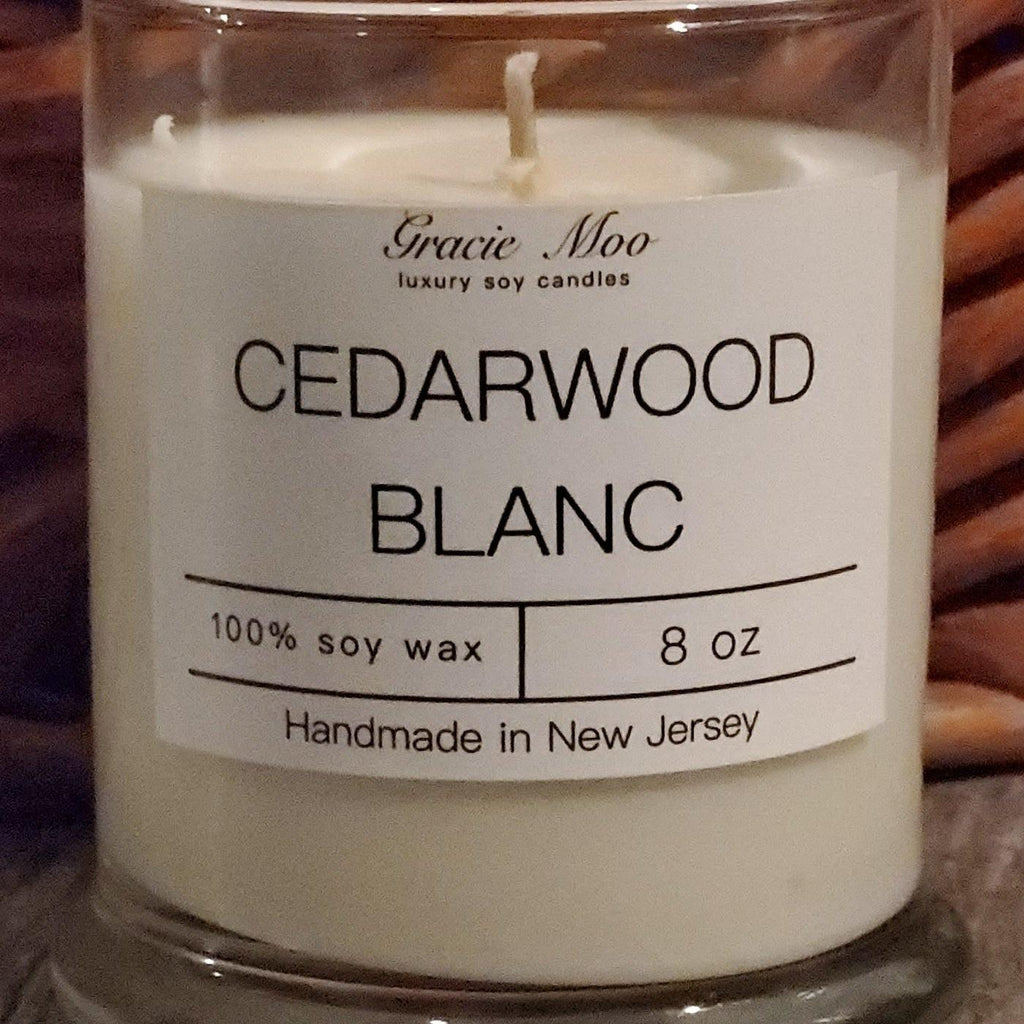 Gracie Moo
luxury soy candles
CEDARWOOD
BLANC
100% soy wax
8 oz
Handmade in New Jersey